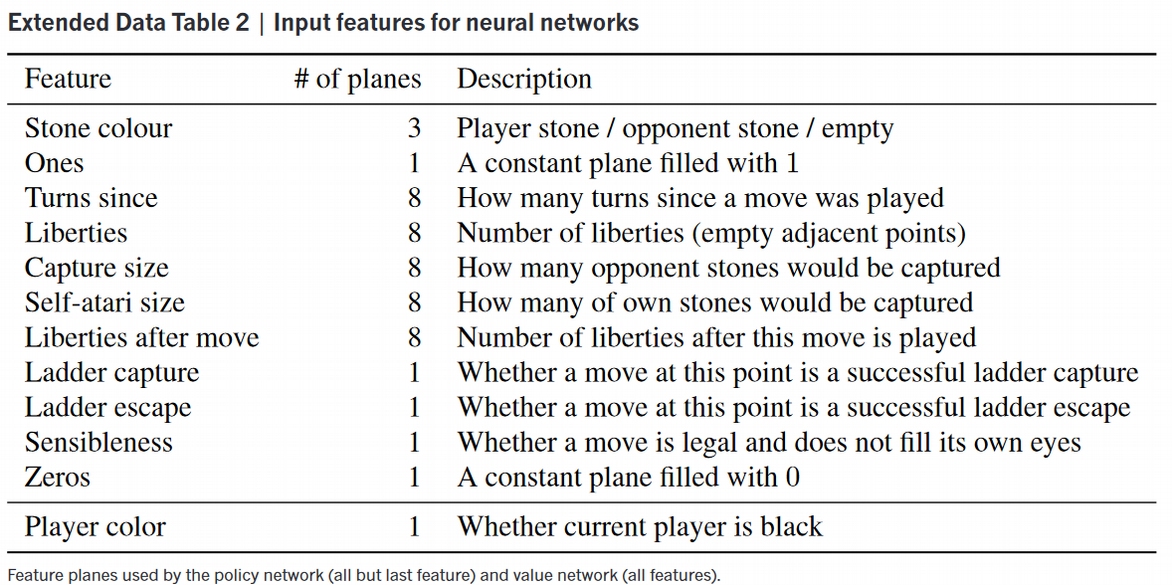 Extended Data Table 2 | Input features for neural networks
Feature # of planes Description
Stone colour 3 Player stone / opponent stone / empty
Ones 1 A constant plane filled with 1
Turns since 8 How many turns since a move was played
Liberties 8 Number of liberties (empty adjacent points)
Capture size 8 How many opponent stones would be captured
Self-atari size 8 How many of own stones would be captured
Liberties after move 8 Number of liberties after this move is played
Ladder capture 1 Whether a move at this point is a successful ladder capture
Ladder escape 1 Whether a move at this point is a successful ladder escape
Sensibleness 1 Whether a move is legal and does not fill its own eyes
Zeros 1 A constant plane filled with 0
Player color 1 Whether current player is black
Feature planes used by the policy network (all but last feature) and value network (all features).